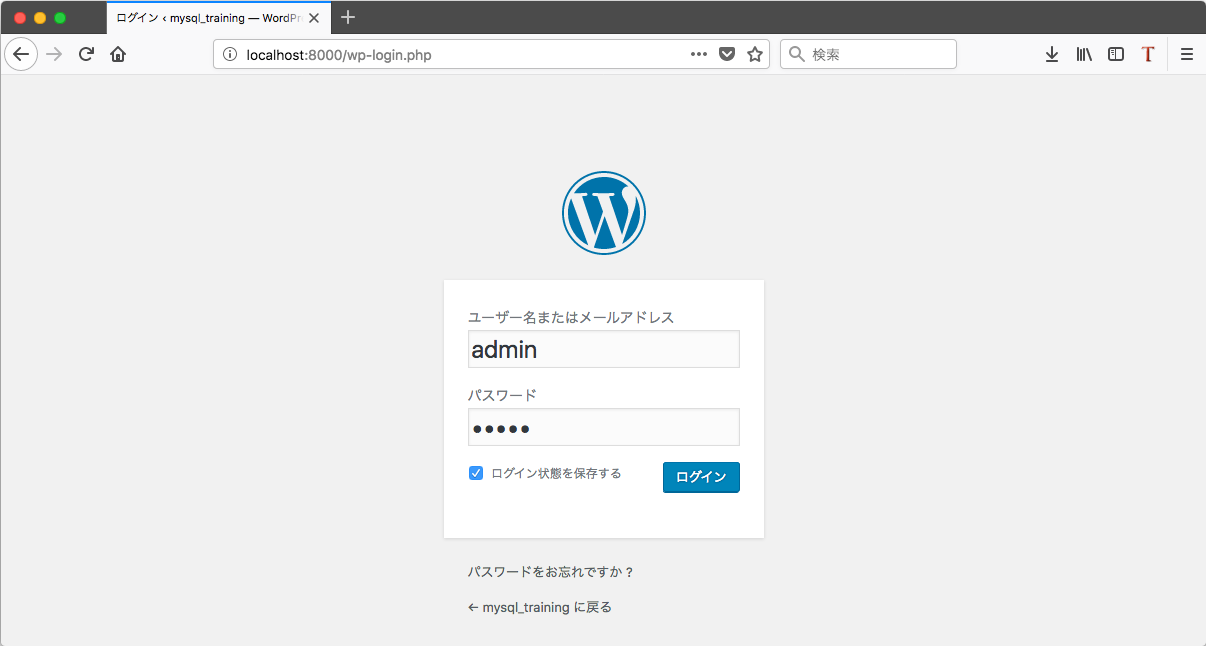 ログイン ‹ mysql_training — WordPr
localhost:8000/wp-login.php
検索
ユーザー名またはメールアドレス
admin
パスワード
●●●●●
ログイン状態を保存する
ログイン
パスワードをお忘れですか ?
← mysql_training に戻る